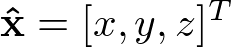 x̂ = [x, y, z]^T